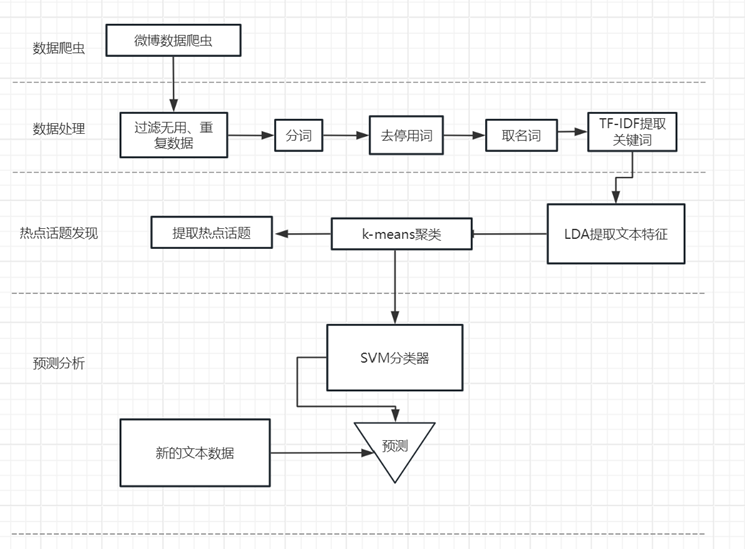 数据爬虫
微博数据爬虫
数据处理
过滤无用、重
复数据
分词
去停用词
取名词
TF-IDF提取
关键词
热点话题发现
提取热点话题
k-means聚类
LDA提取文本特征
预测分析
SVM分类器
新的文本数据
预测